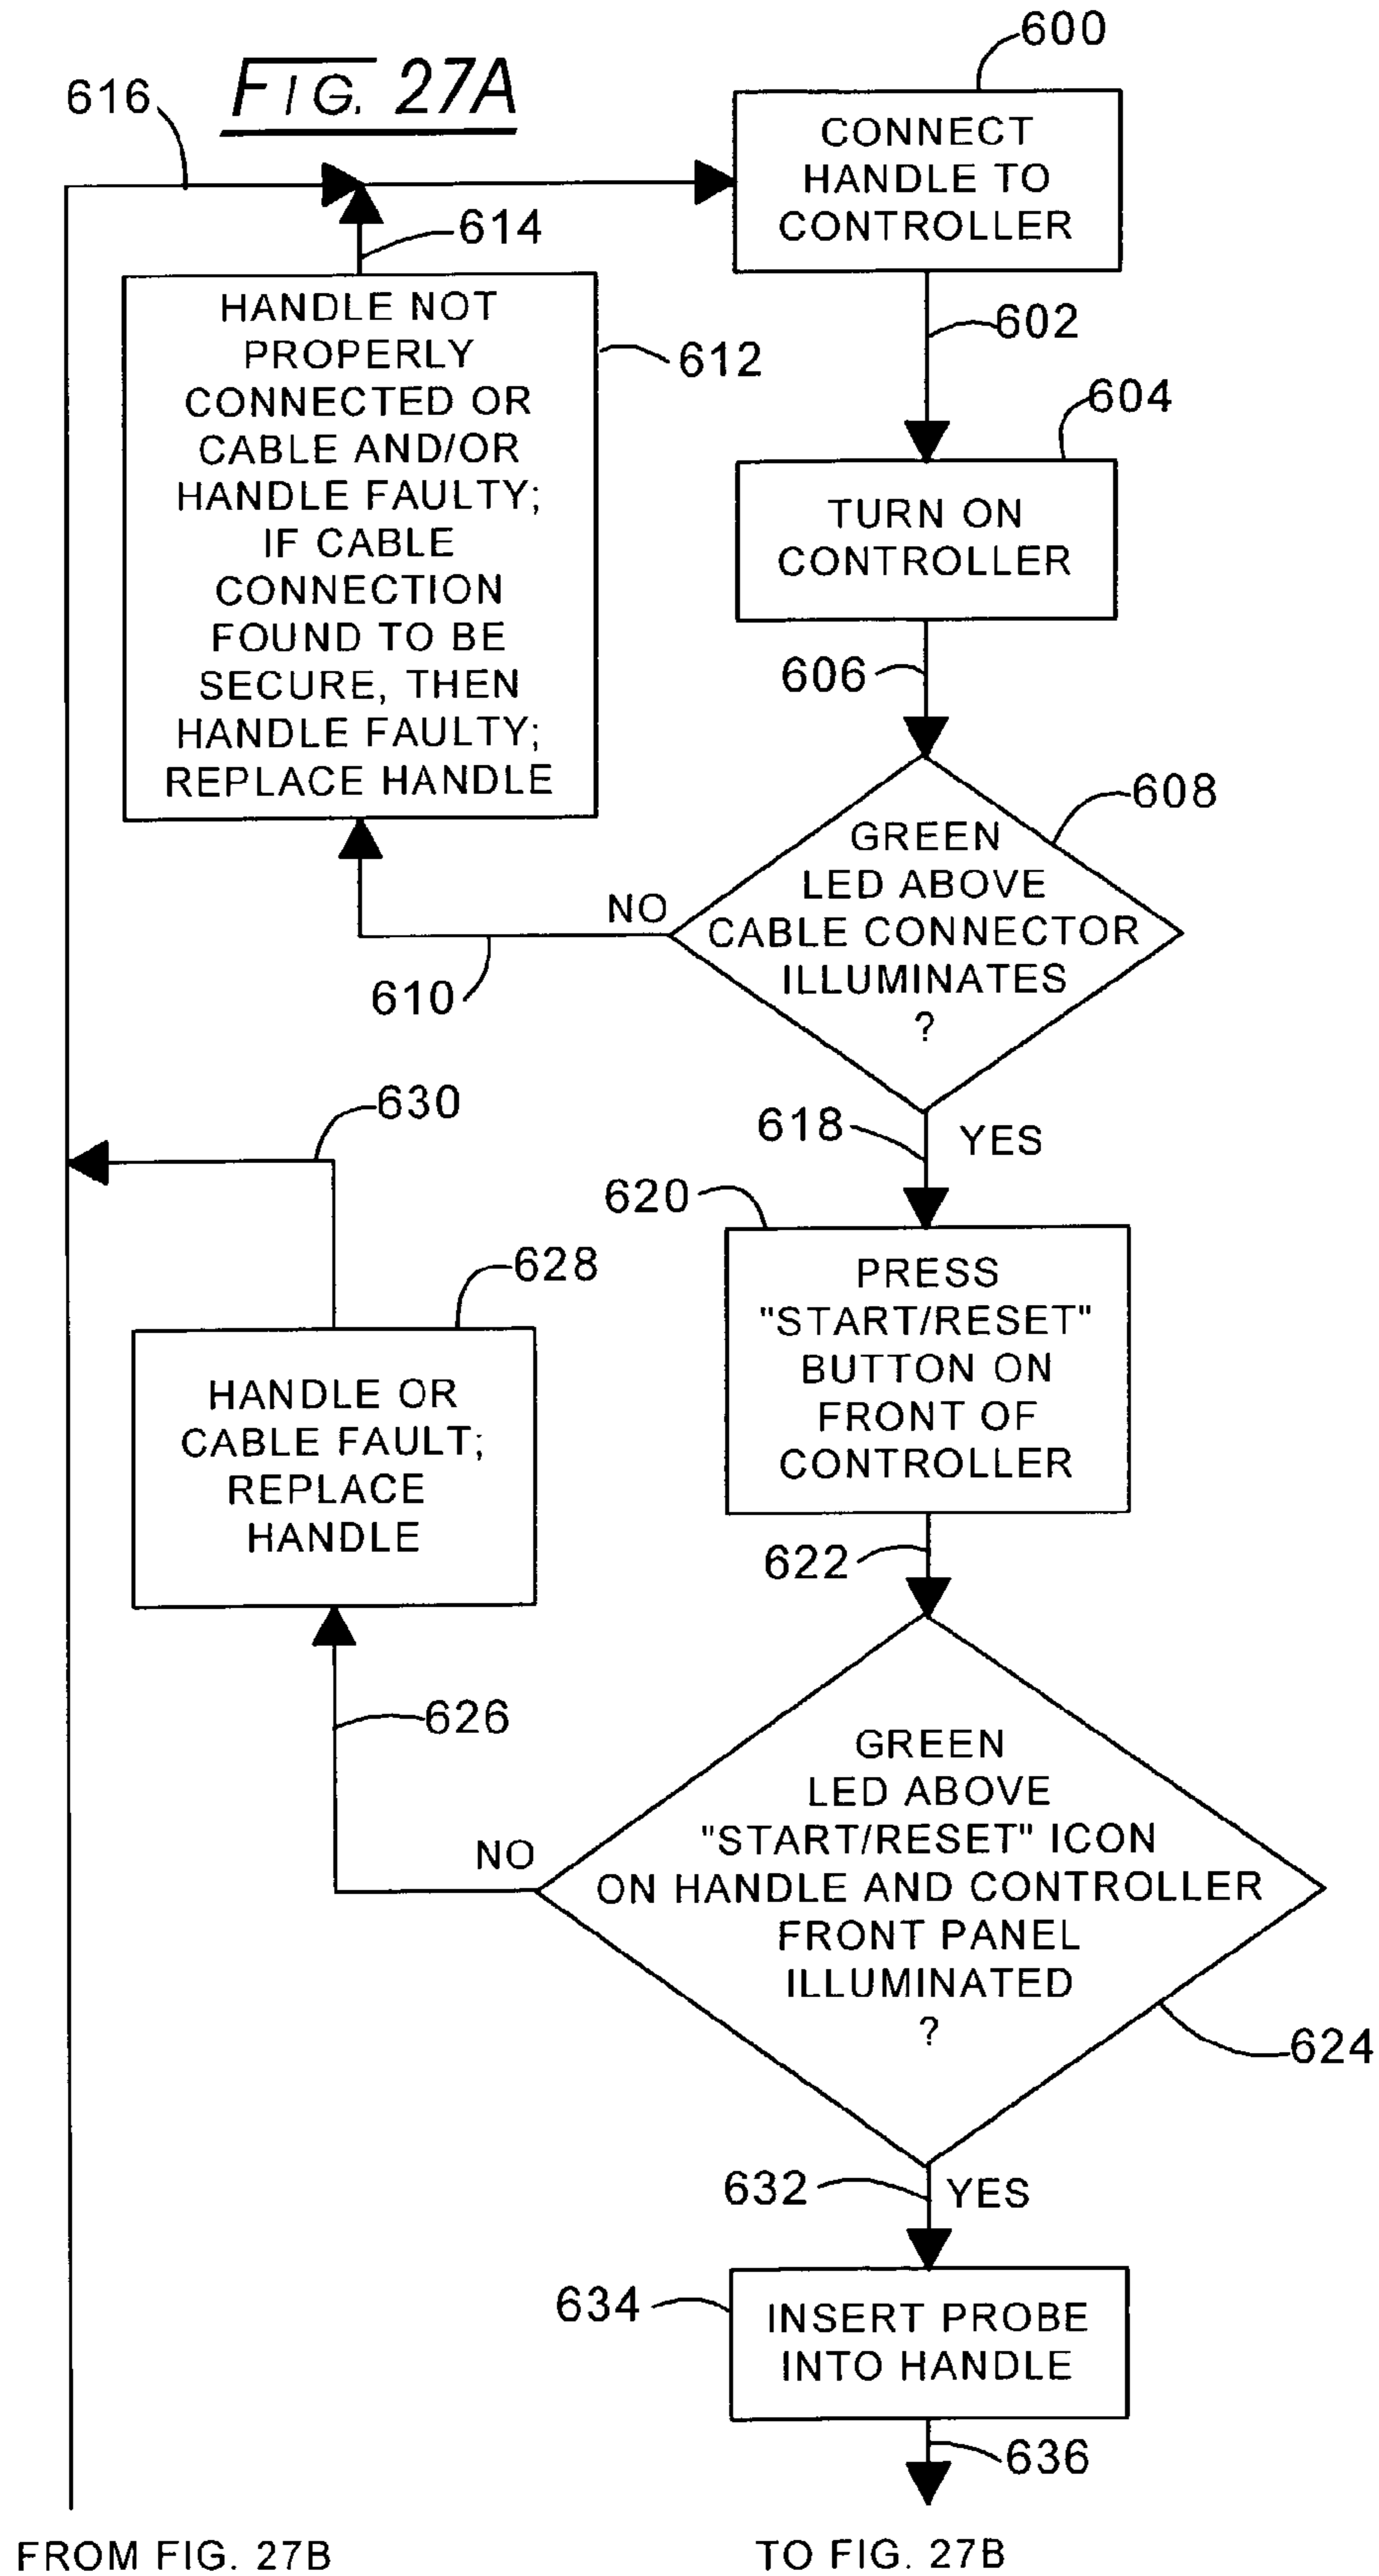 600
FIG. 27A
616
CONNECT
HANDLE TO
CONTROLLER
614
602
HANDLE NOT
PROPERLY
CONNECTED OR
CABLE AND/OR
HANDLE FAULTY;
IF CABLE
CONNECTION
FOUND TO BE
SECURE, THEN
HANDLE FAULTY;
REPLACE HANDLE
612
604
TURN ON
CONTROLLER
606
608
GREEN
LED ABOVE
CABLE CONNECTOR
ILLUMINATES
?
NO
610
630
618
YES
620
PRESS
"START/RESET"
BUTTON ON
FRONT OF
CONTROLLER
628
HANDLE OR
CABLE FAULT;
REPLACE
HANDLE
622
626
GREEN
LED ABOVE
"START/RESET" ICON
ON HANDLE AND CONTROLLER
FRONT PANEL
ILLUMINATED
?
NO
624
632
YES
634
INSERT PROBE
INTO HANDLE
636
FROM FIG. 27B
TO FIG. 27B